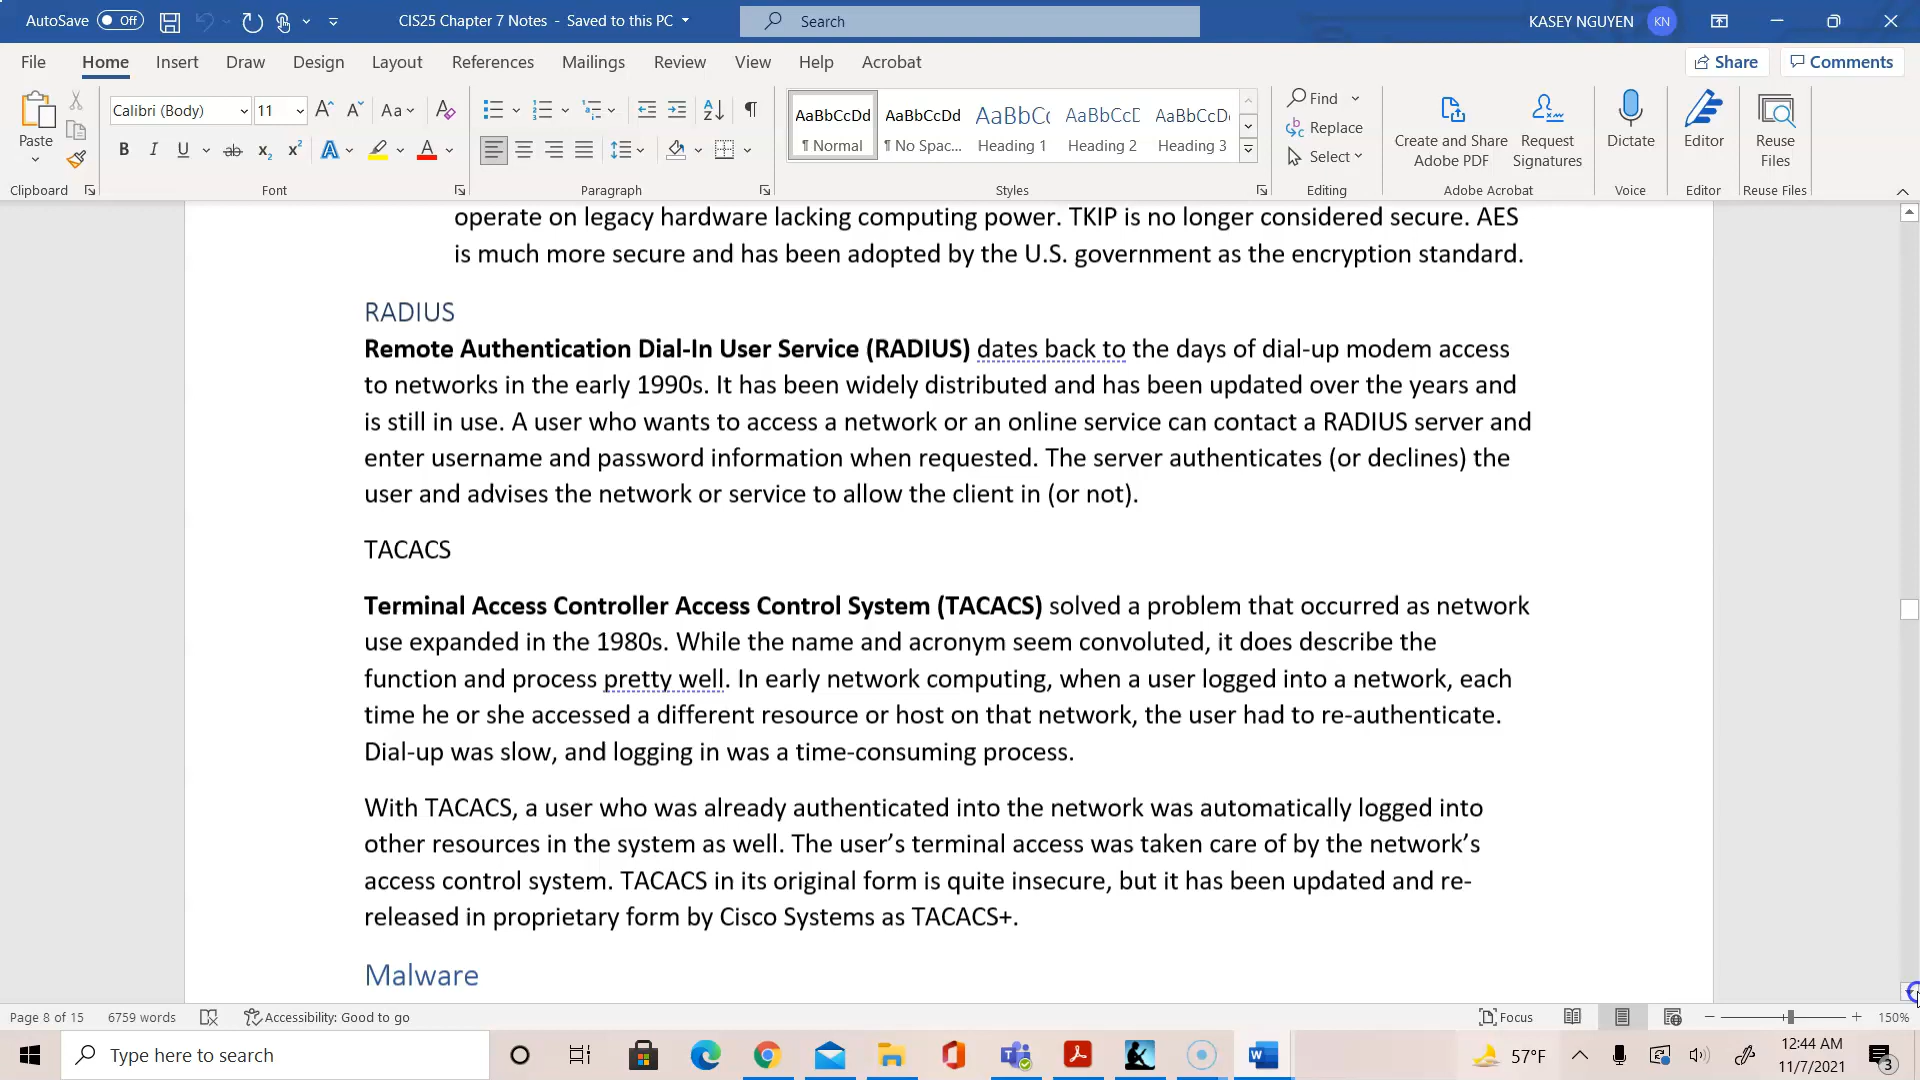 AutoSave Off CIS25 Chapter 7 Notes - Saved to this PC Search KASEY NGUYEN KN
File Home Insert Draw Design Layout References Mailings Review View Help Acrobat Share Comments
Paste Calibri (Body) 11 Aa AaBbCcDd AaBbCcDd AaBbCc AaBbCcD AaBbCcDd Find
¶ Normal ¶ No Spac... Heading 1 Heading 2 Heading 3 Replace
Select
Create and Share Adobe PDF Request Signatures Dictate Editor Reuse Files
Clipboard Font Paragraph Styles Editing Adobe Acrobat Voice Editor Reuse Files
operate on legacy hardware lacking computing power. TKIP is no longer considered secure. AES
is much more secure and has been adopted by the U.S. government as the encryption standard.
RADIUS
Remote Authentication Dial-In User Service (RADIUS) dates back to the days of dial-up modem access
to networks in the early 1990s. It has been widely distributed and has been updated over the years and
is still in use. A user who wants to access a network or an online service can contact a RADIUS server and
enter username and password information when requested. The server authenticates (or declines) the
user and advises the network or service to allow the client in (or not).
TACACS
Terminal Access Controller Access Control System (TACACS) solved a problem that occurred as network
use expanded in the 1980s. While the name and acronym seem convoluted, it does describe the
function and process pretty well. In early network computing, when a user logged into a network, each
time he or she accessed a different resource or host on that network, the user had to re-authenticate.
Dial-up was slow, and logging in was a time-consuming process.
With TACACS, a user who was already authenticated into the network was automatically logged into
other resources in the system as well. The user’s terminal access was taken care of by the network’s
access control system. TACACS in its original form is quite insecure, but it has been updated and re-
released in proprietary form by Cisco Systems as TACACS+.
Malware
Page 8 of 15 6759 words Accessibility: Good to go Focus 150%
Type here to search 57°F 12:44 AM
11/7/2021 3